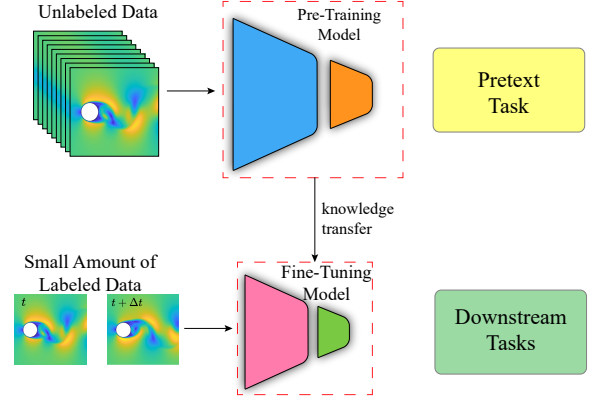 Unlabeled Data
Pre-Training
Model
Pretext
Task
knowledge
transfer
Small Amount of
Labeled Data
t
t + Δt
Fine-Tuning
Model
Downstream
Tasks